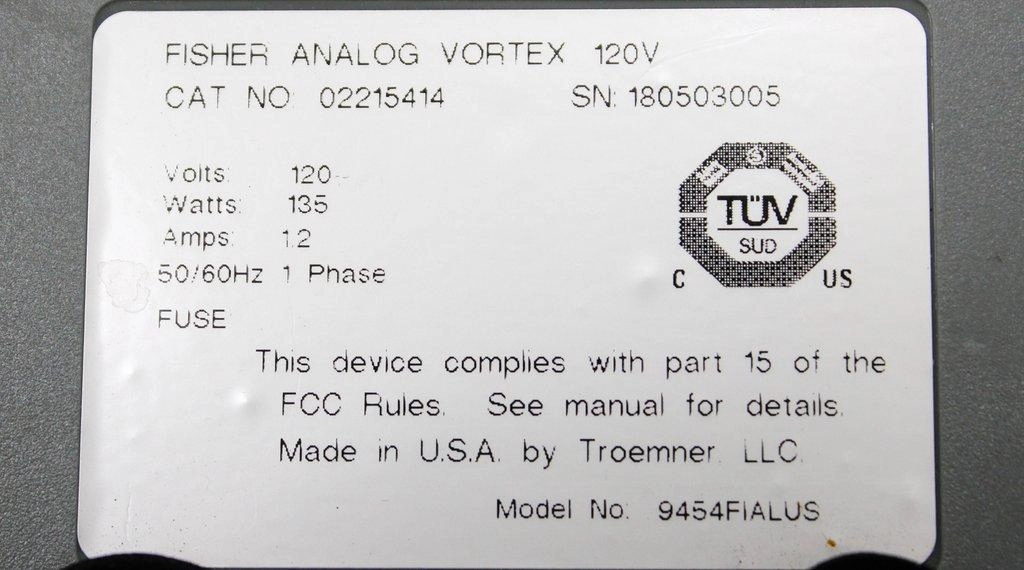 FISHER ANALOG VORTEX 120V
CAT NO: 02215414 SN: 180503005
Volts: 120~
Watts: 135
Amps: 1.2
50/60Hz 1 Phase
FUSE
TÜV
SUD
C US
This device complies with part 15 of the
FCC Rules. See manual for details.
Made in U.S.A. by Troemner, LLC.
Model No: 9454FIALUS